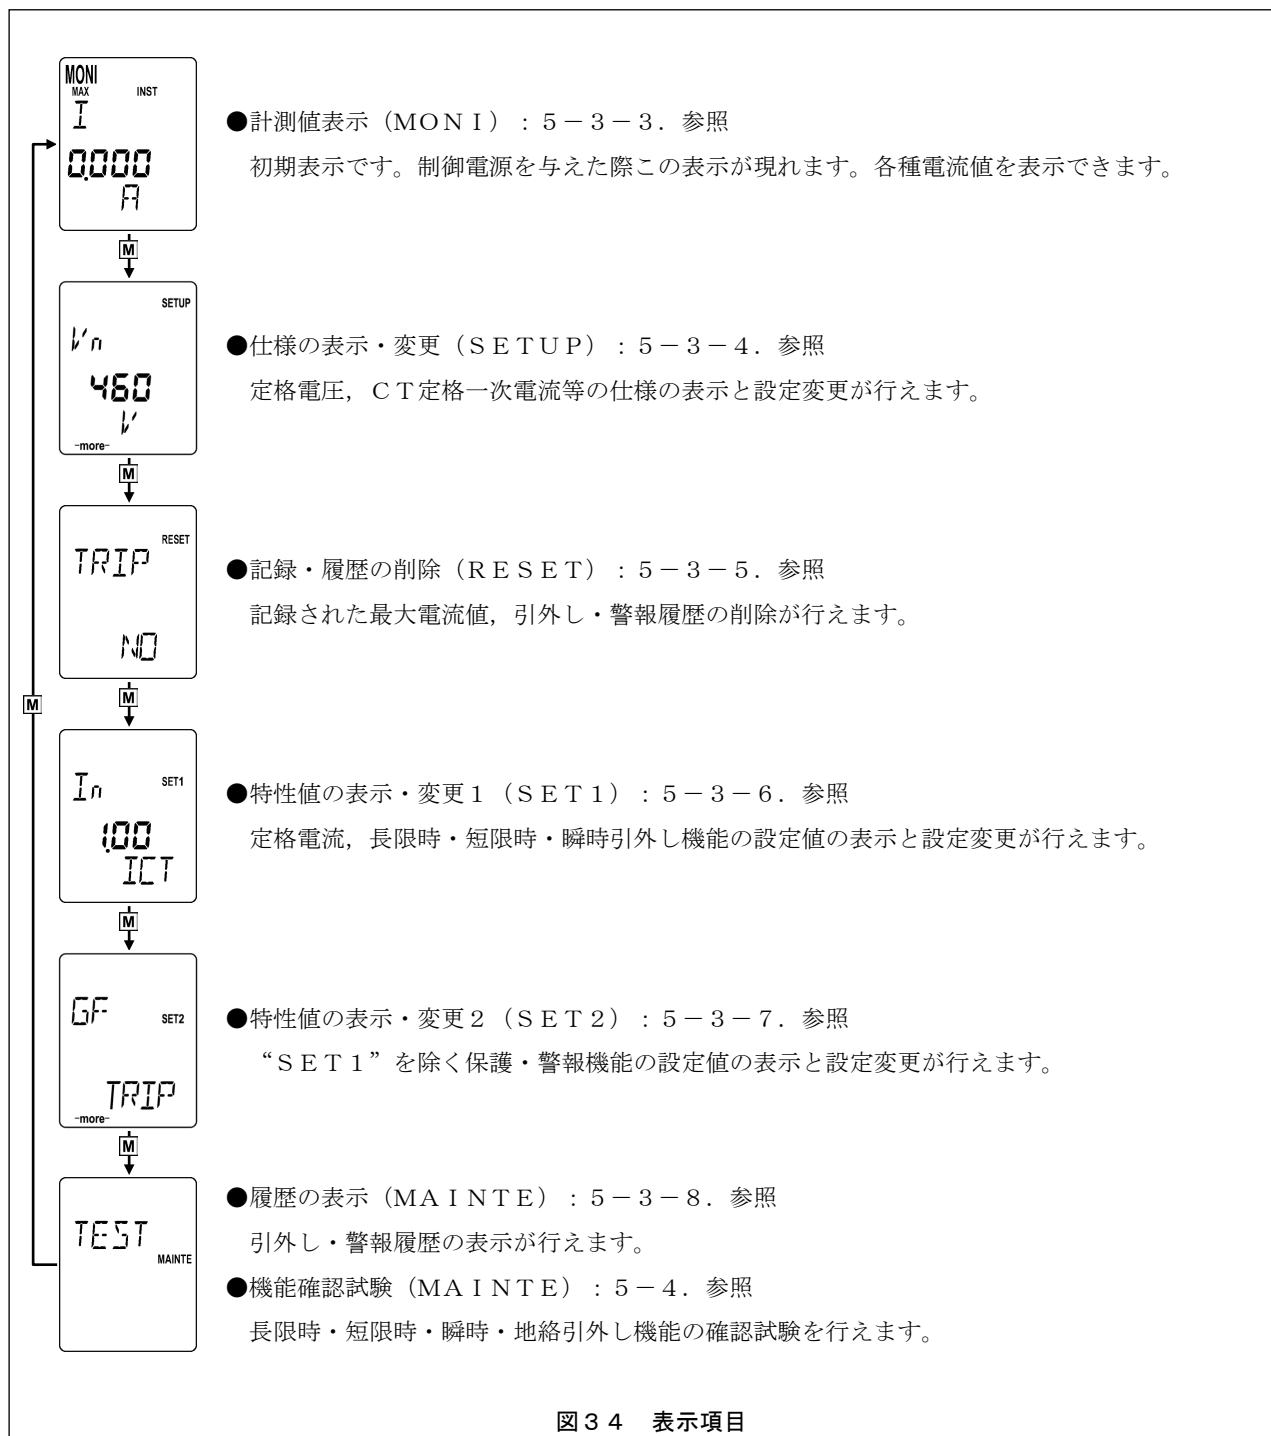 MONI
MAX INST
I
0.000
A
●計測値表示(MONI):5-3-3.参照
初期表示です。制御電源を与えた際この表示が現れます。各種電流値を表示できます。
M
SETUP
Vn
460
V
-more-
●仕様の表示・変更(SETUP):5-3-4.参照
定格電圧,CT定格一次電流等の仕様の表示と設定変更が行えます。
M
RESET
TRIP
NO
●記録・履歴の削除(RESET):5-3-5.参照
記録された最大電流値,引外し・警報履歴の削除が行えます。
M
M
In SET1
1.00
ICT
●特性値の表示・変更1(SET1):5-3-6.参照
定格電流,長限時・短限時・瞬時引外し機能の設定値の表示と設定変更が行えます。
M
GF SET2
TRIP
-more-
●特性値の表示・変更2(SET2):5-3-7.参照
“SET1”を除く保護・警報機能の設定値の表示と設定変更が行えます。
M
TEST
MAINTE
●履歴の表示(MAINTE):5-3-8.参照
引外し・警報履歴の表示が行えます。
●機能確認試験(MAINTE):5-4.参照
長限時・短限時・瞬時・地絡引外し機能の確認試験を行えます。
図34 表示項目